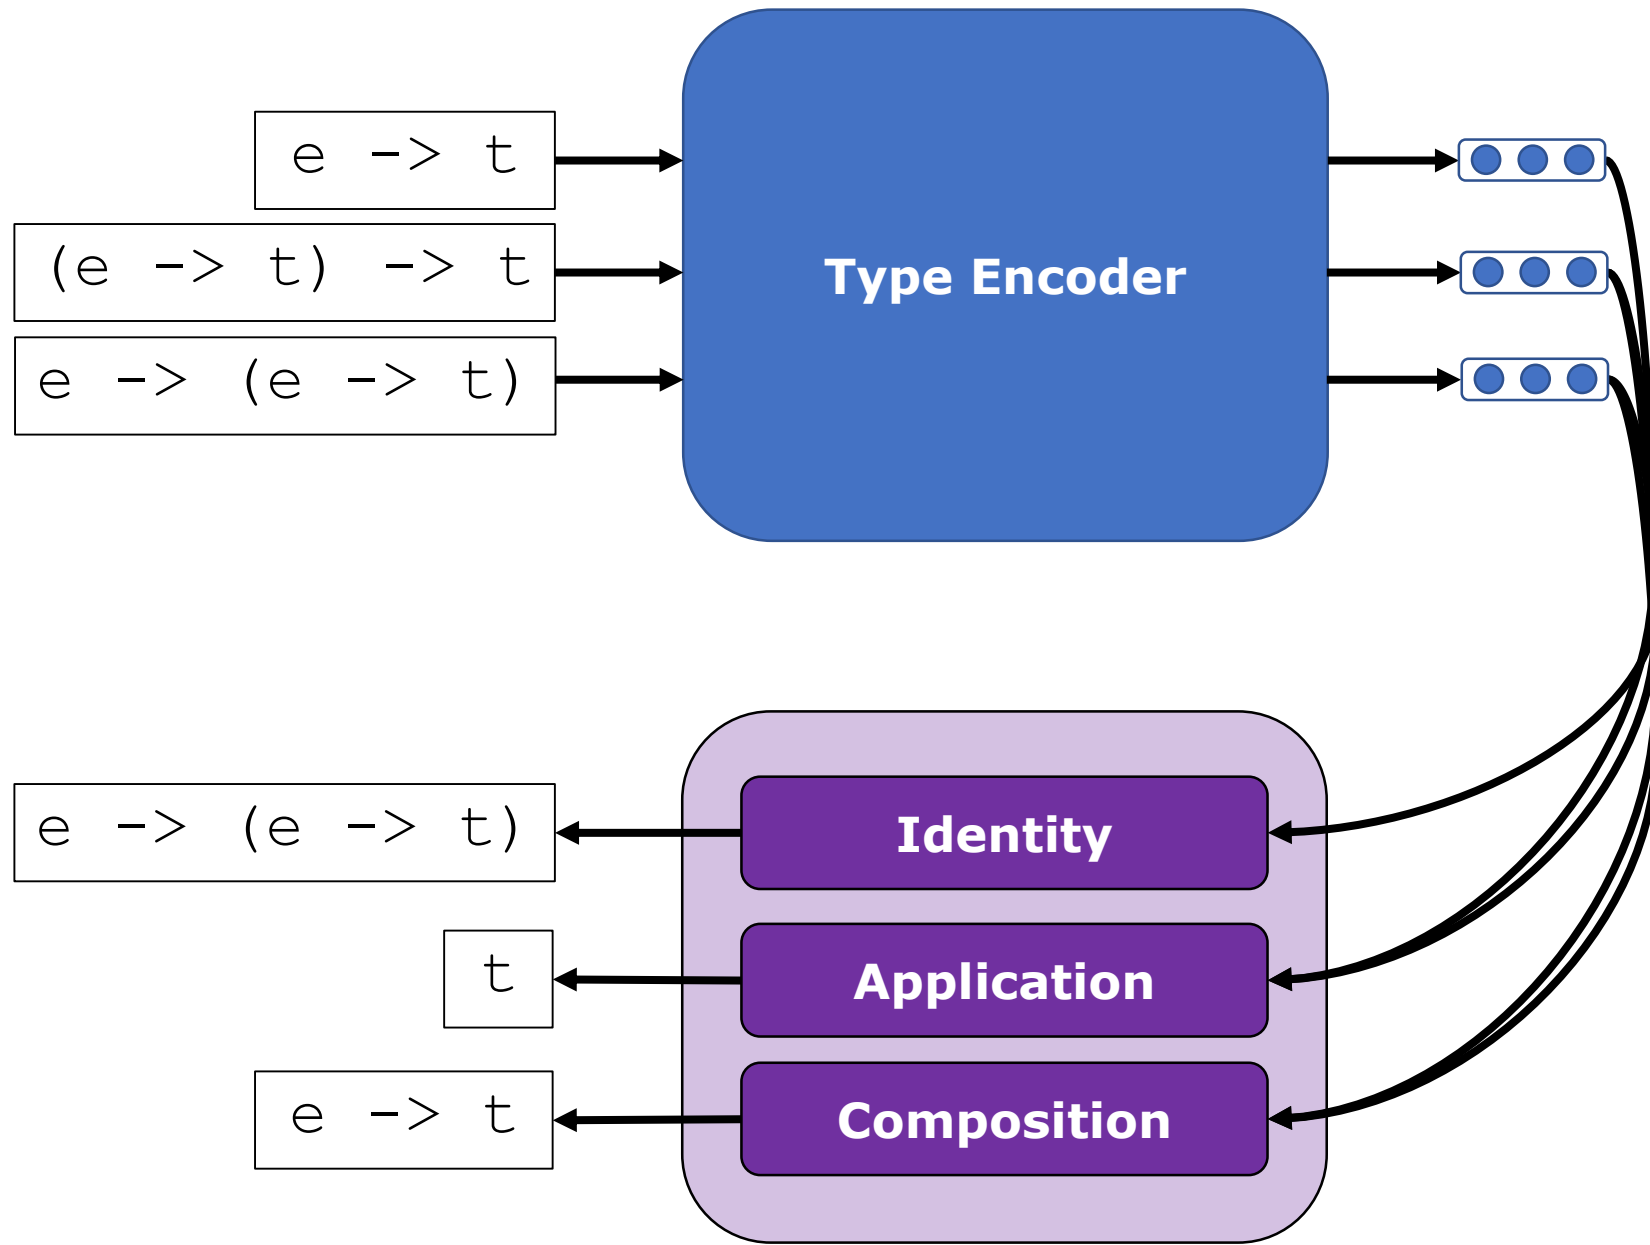 e -> t
(e -> t) -> t
e -> (e -> t)
Type Encoder
e -> (e -> t)
Identity
t
Application
e -> t
Composition